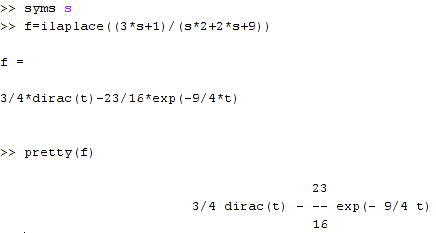 >> syms s
>> f=ilaplace((3*s+1)/(s*2+2*s+9))
f =
3/4*dirac(t)-23/16*exp(-9/4*t)
>> pretty(f)
23
3/4 dirac(t) - -- exp(- 9/4 t)
16